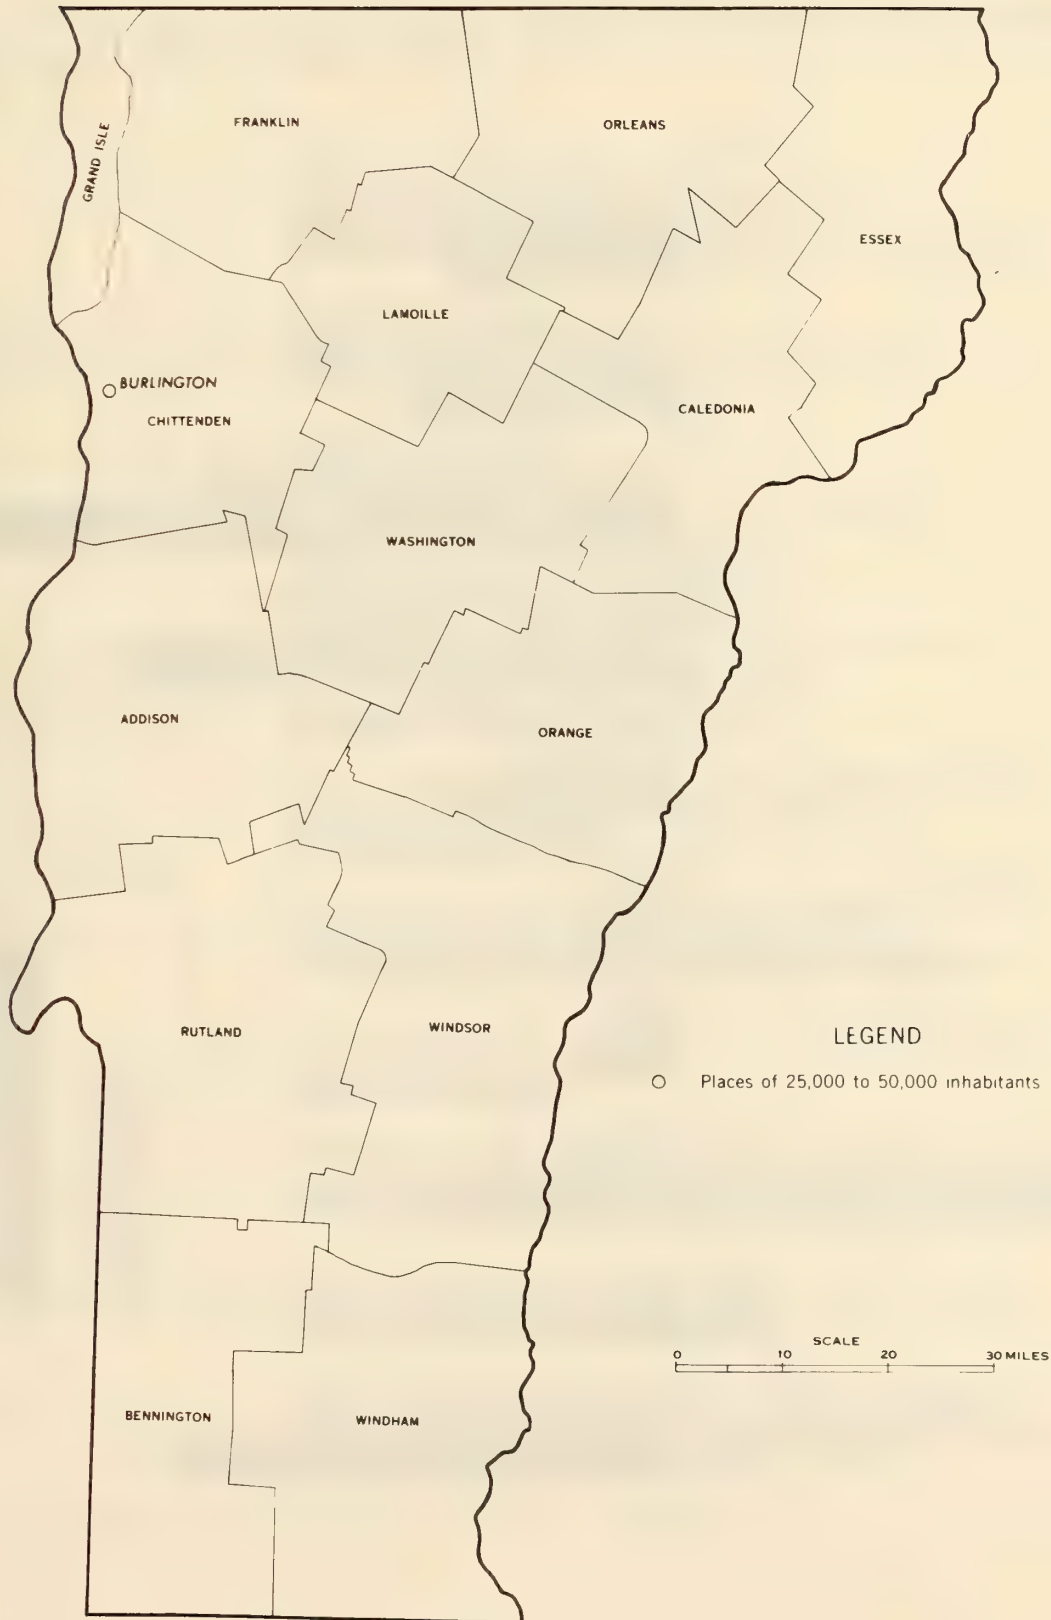 FRANKLIN
ORLEANS
GRAND ISLE
ESSEX
LAMOILLE
BURLINGTON
CHITTENDEN
CALEDONIA
WASHINGTON
ADDISON
ORANGE
RUTLAND
WINDSOR
LEGEND
Places of 25,000 to 50,000 inhabitants
SCALE
0 10 20 30 MILES
BENNINGTON
WINDHAM